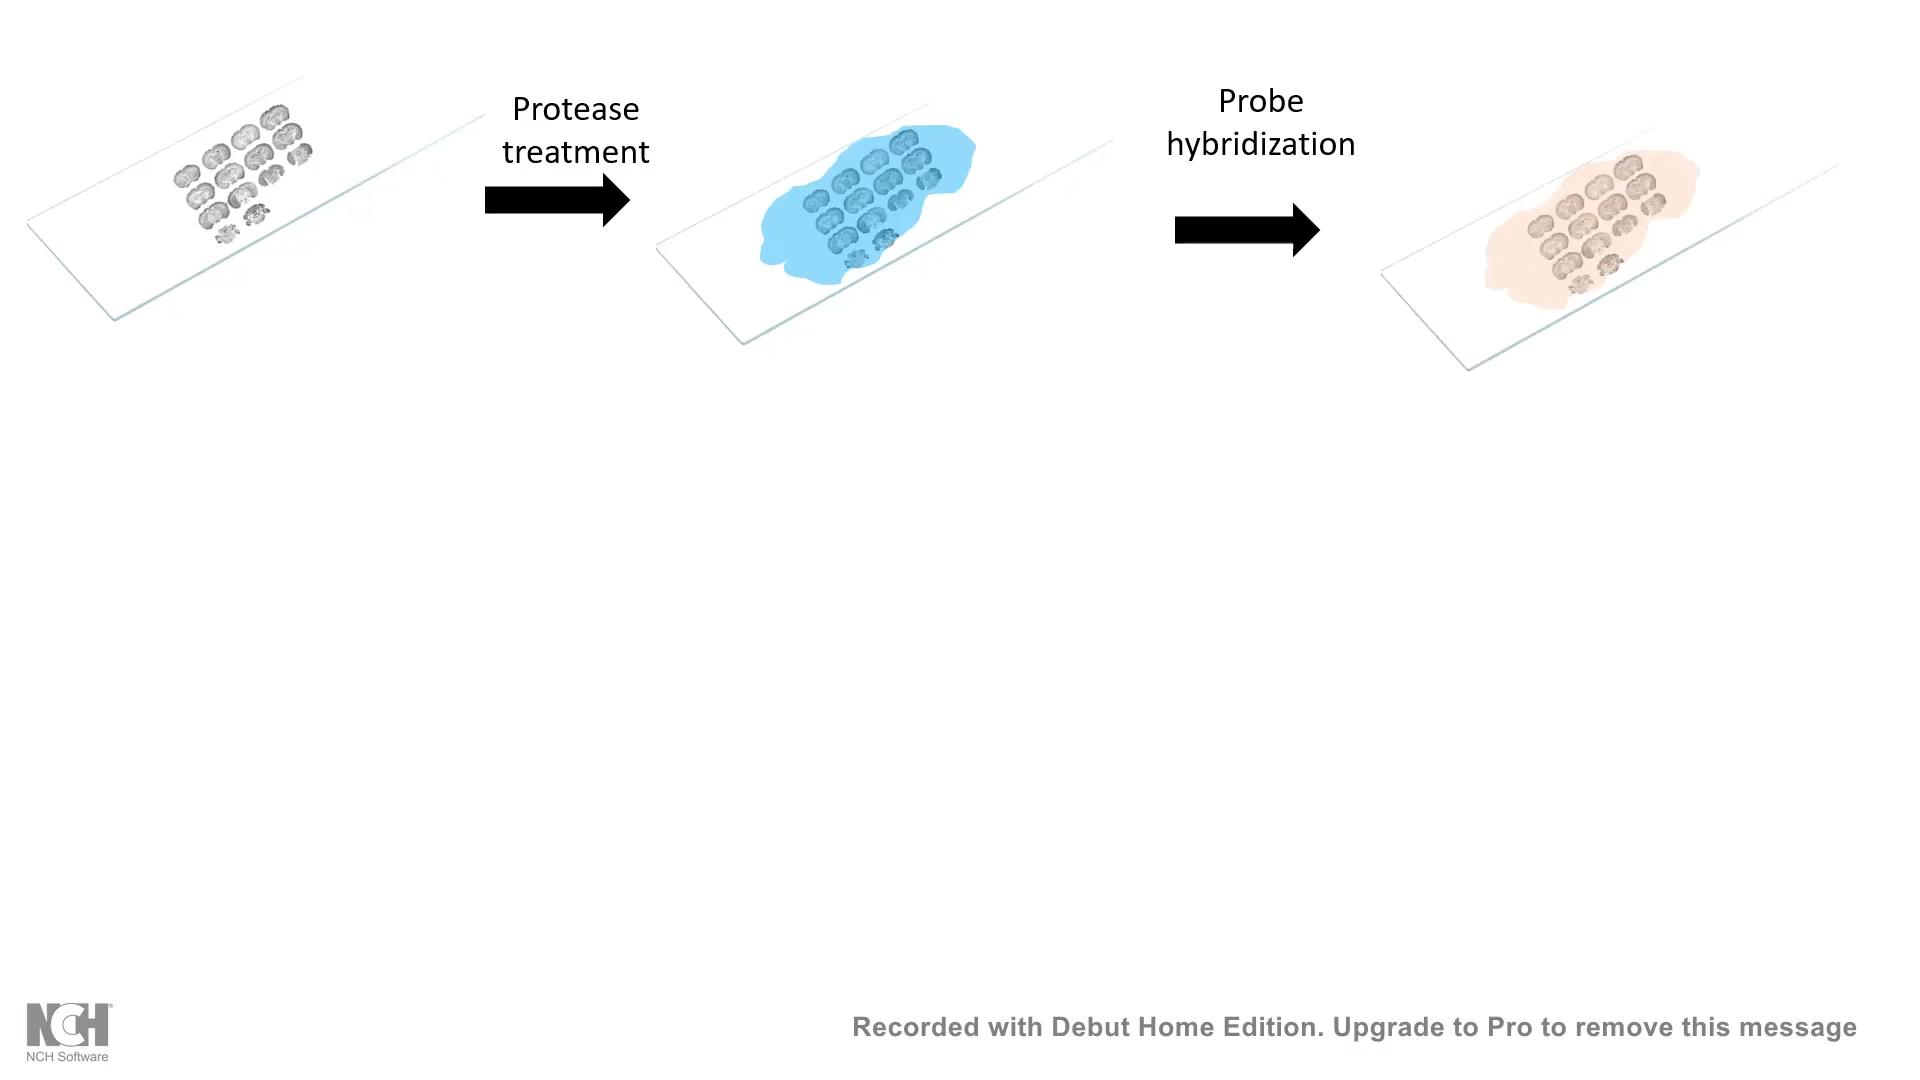 Protease
treatment
Probe
hybridization
NCH
NCH Software
Recorded with Debut Home Edition. Upgrade to Pro to remove this message